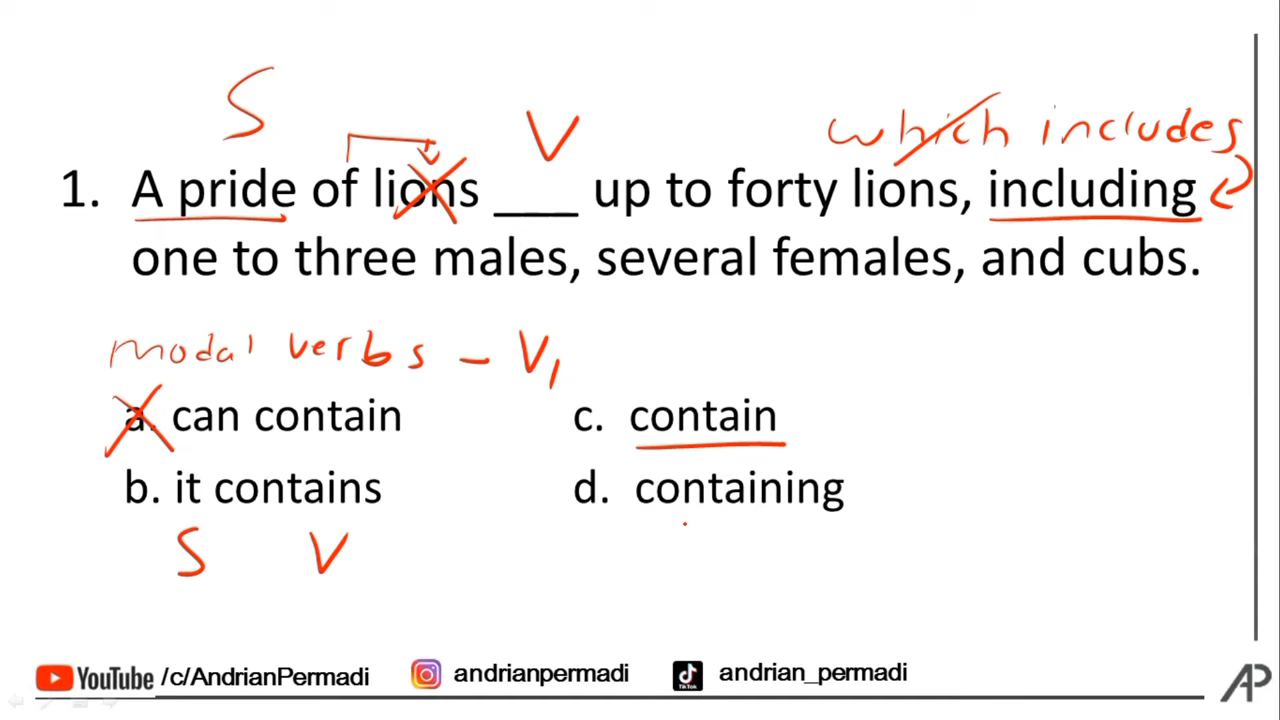 S
V
which includes
1. A pride of lions ___ up to forty lions, including
one to three males, several females, and cubs.
modal verbs - V1
a. can contain
c. contain
b. it contains
d. containing
S V
YouTube /c/AndrianPermadi
andrianpermadi
TikTok
andrian_permadi
AP